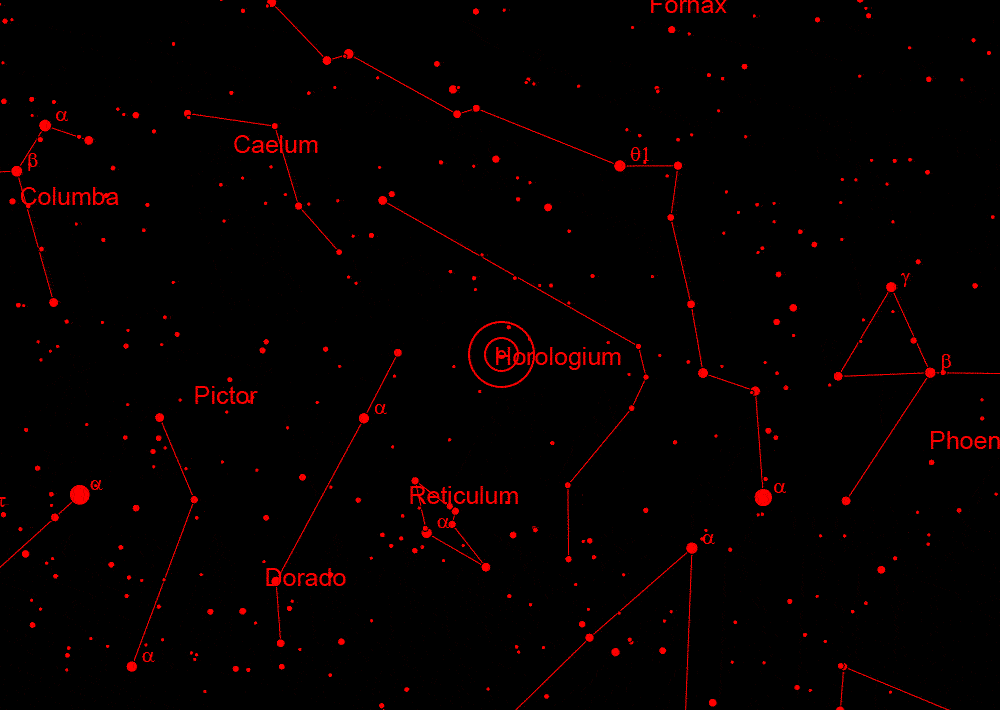 Fornax
α
Caelum
θ1
β
Columba
γ
Horologium
β
Pictor
α
Phoen
α
Reticulum
α
α
τ
α
Dorado
α